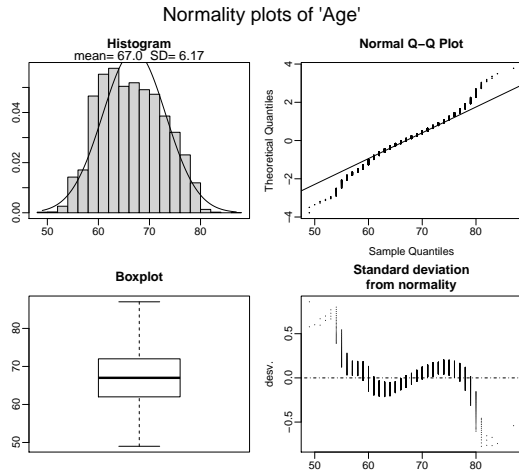 Normality plots of 'Age'
Histogram
mean= 67.0 SD= 6.17
0.00 0.02 0.04
50 60 70 80
Normal Q−Q Plot
Theoretical Quantiles
−4 −2 0 2 4
50 60 70 80
Sample Quantiles
Boxplot
50 60 70 80
Standard deviation
from normality
desv.
−0.5 0.0 0.5
50 60 70 80